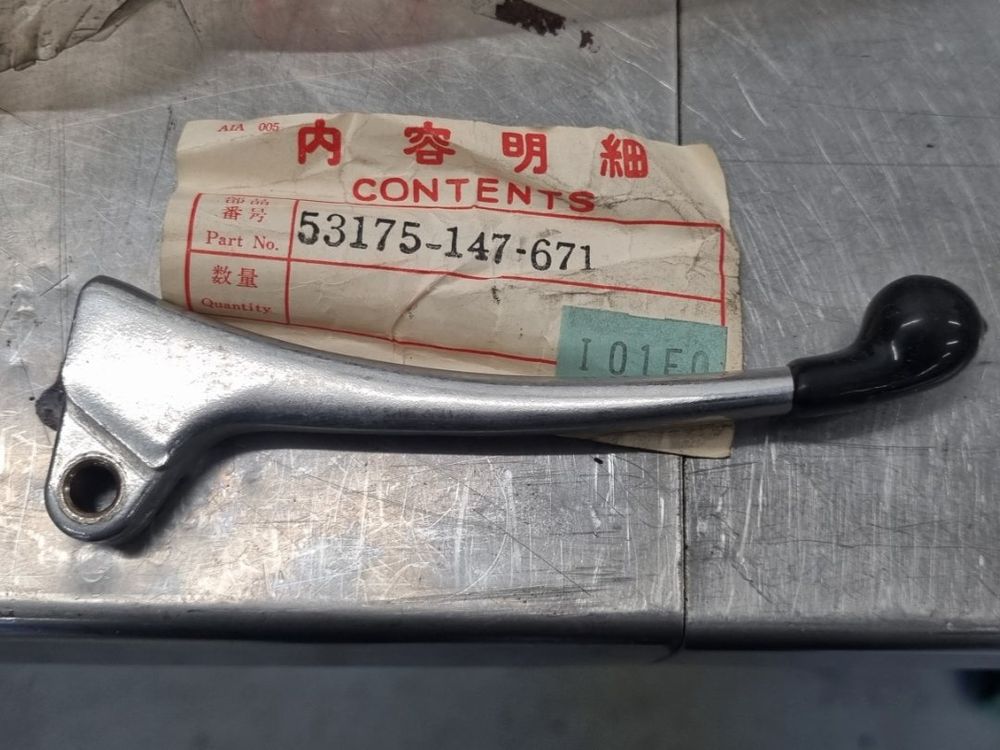 AIA 005
内容明細
CONTENTS
部品
番号
Part No.
53175-147-671
数量
Quantity
I01E0